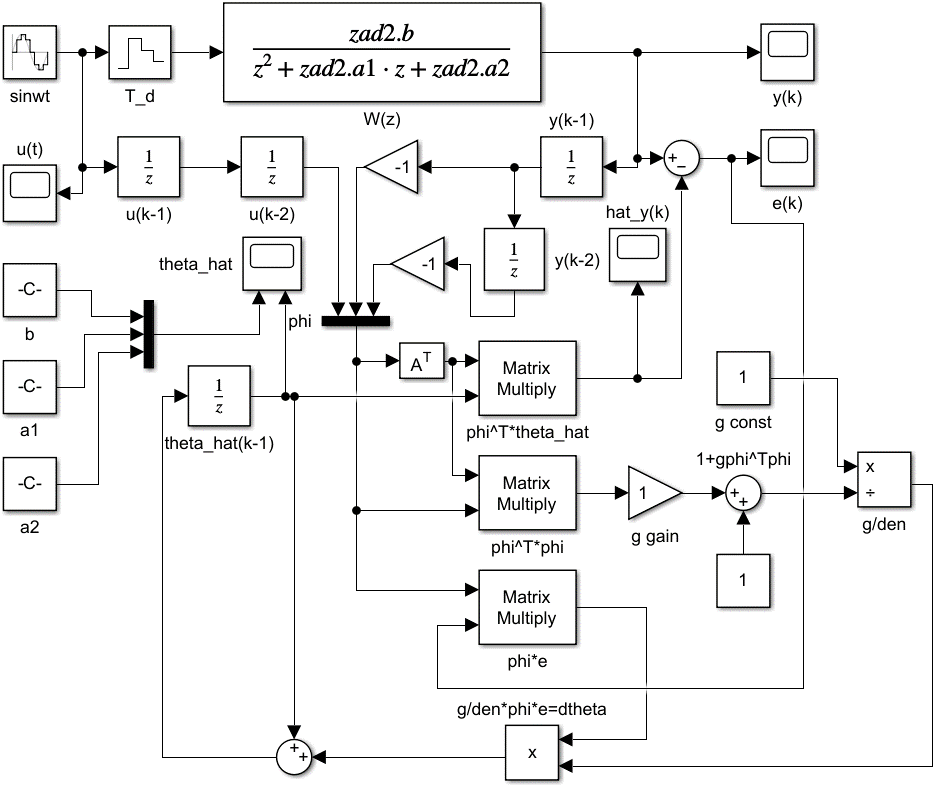 zad2.b
z² + zad2.a1 · z + zad2.a2
sinwt
T_d
W(z)
y(k)
u(t)
1
z
u(k-1)
1
z
u(k-2)
-1
y(k-1)
1
z
+
−
e(k)
theta_hat
phi
-1
1
z
y(k-2)
hat_y(k)
-C-
b
-C-
a1
-C-
a2
1
z
theta_hat(k-1)
Aᵀ
Matrix
Multiply
phi^T*theta_hat
1
g const
Matrix
Multiply
phi^T*phi
1
g gain
1+gphi^Tphi
+
+
1
x
÷
g/den
Matrix
Multiply
phi*e
g/den*phi*e=dtheta
x
+
+